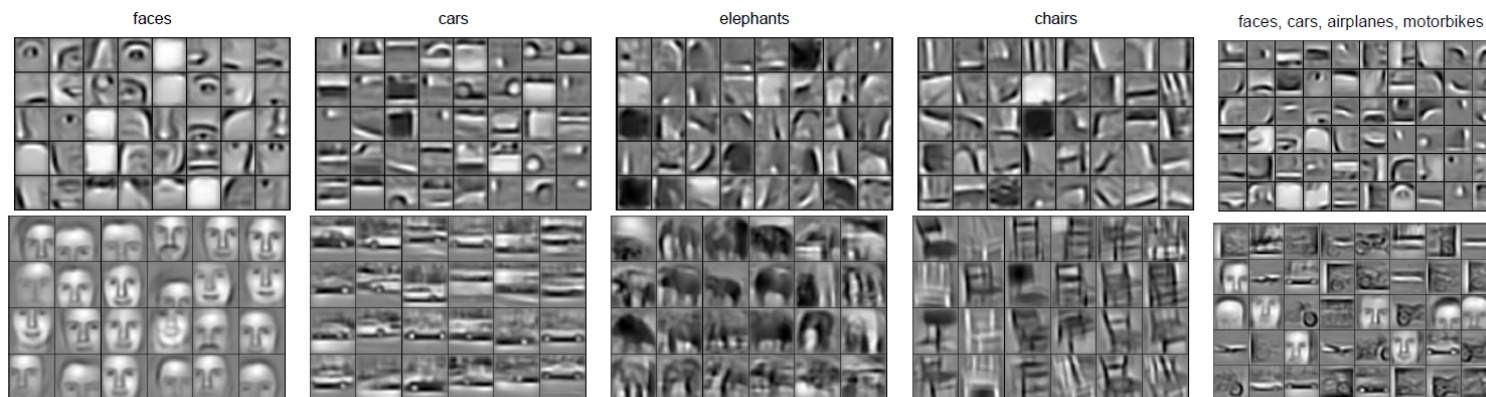 faces
cars
elephants
chairs
faces, cars, airplanes, motorbikes